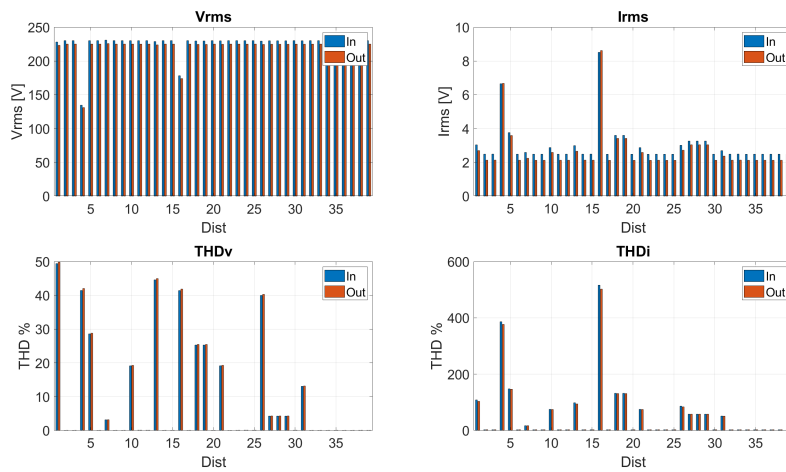 Vrms
250
200
150
100
50
0
Vrms [V]
5 10 15 20 25 30 35
Dist
In
Out
Irms
10
8
6
4
2
0
Irms [V]
5 10 15 20 25 30 35
Dist
In
Out
THDv
50
40
30
20
10
0
THD %
5 10 15 20 25 30 35
Dist
In
Out
THDi
600
400
200
0
THD %
5 10 15 20 25 30 35
Dist
In
Out